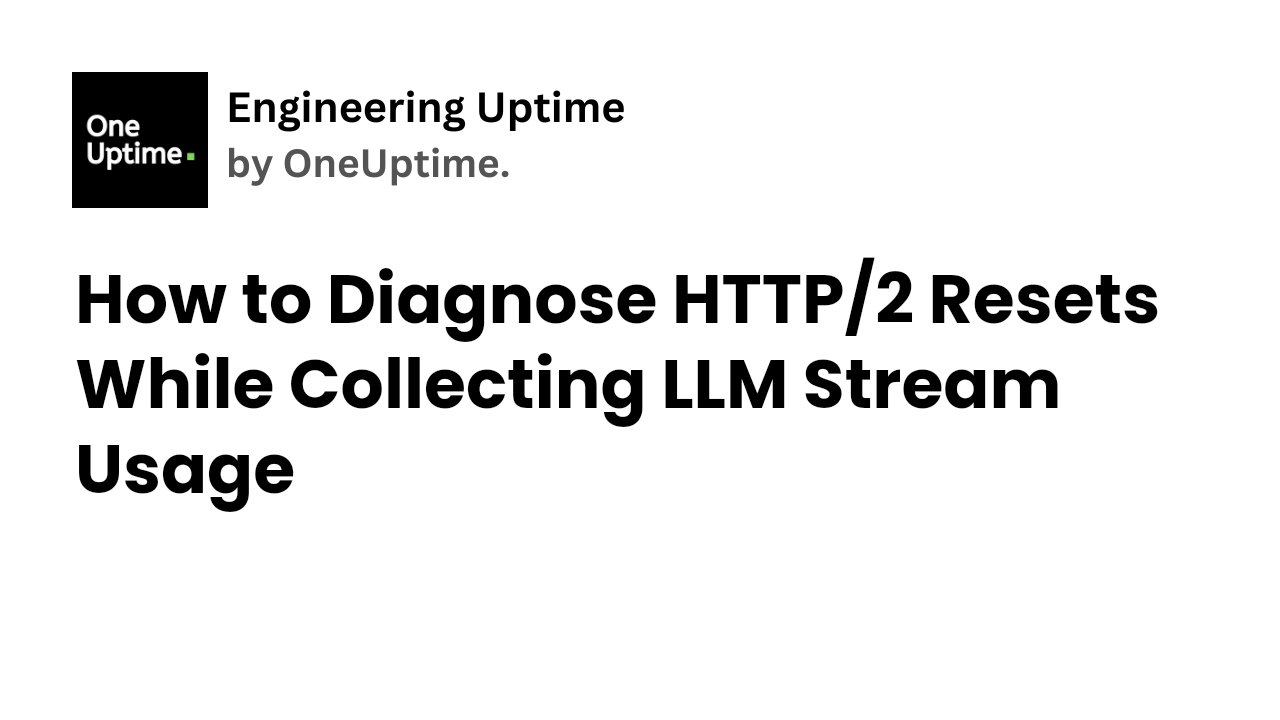 One
Uptime.
Engineering Uptime
by OneUptime.
How to Diagnose HTTP/2 Resets
While Collecting LLM Stream
Usage